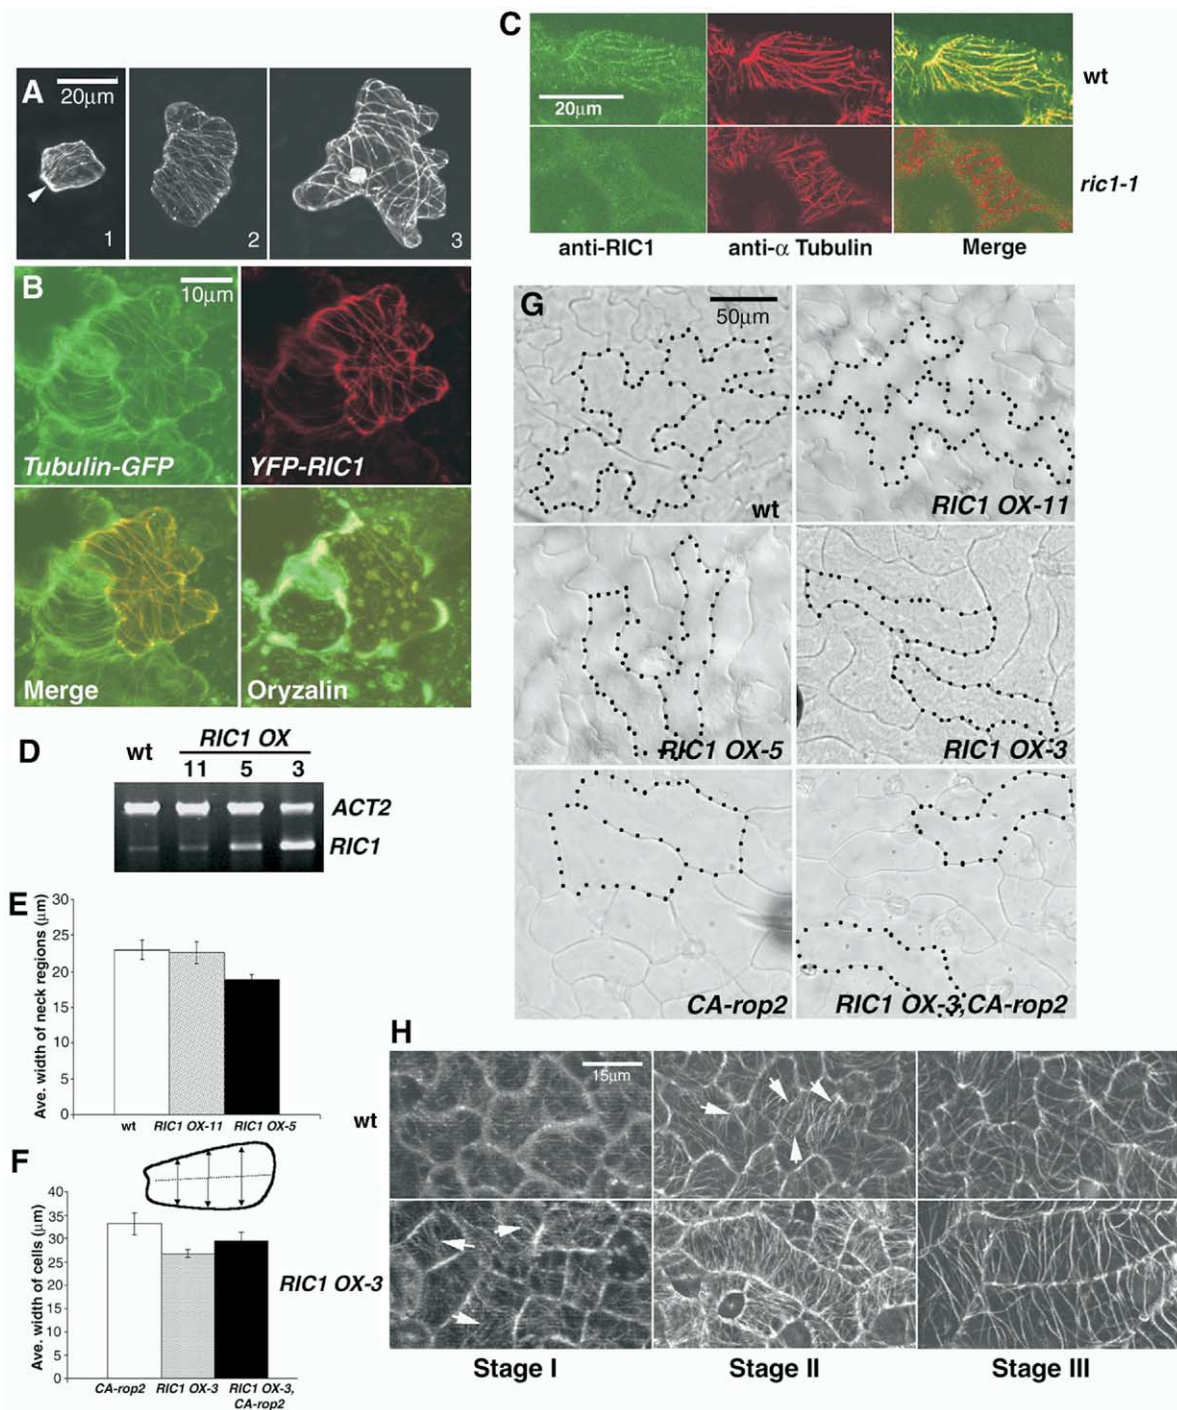 A
20μm
1
2
3
B
10μm
Tubulin-GFP
YFP-RIC1
Merge
Oryzalin
C
20μm
wt
ric1-1
anti-RIC1
anti-α Tubulin
Merge
D
wt
RIC1 OX
11
5
3
ACT2
RIC1
E
Ave. width of neck regions (μm)
30
25
20
15
10
5
0
wt
RIC1 OX-11
RIC1 OX-5
F
Ave. width of cells (μm)
40
35
30
25
35
15
10
5
0
CA-rop2
RIC1 OX-3
RIC1 OX-3,
CA-rop2
G
50μm
wt
RIC1 OX-11
RIC1 OX-5
RIC1 OX-3
CA-rop2
RIC1 OX-3,CA-rop2
H
15μm
wt
RIC1 OX-3
Stage I
Stage II
Stage III